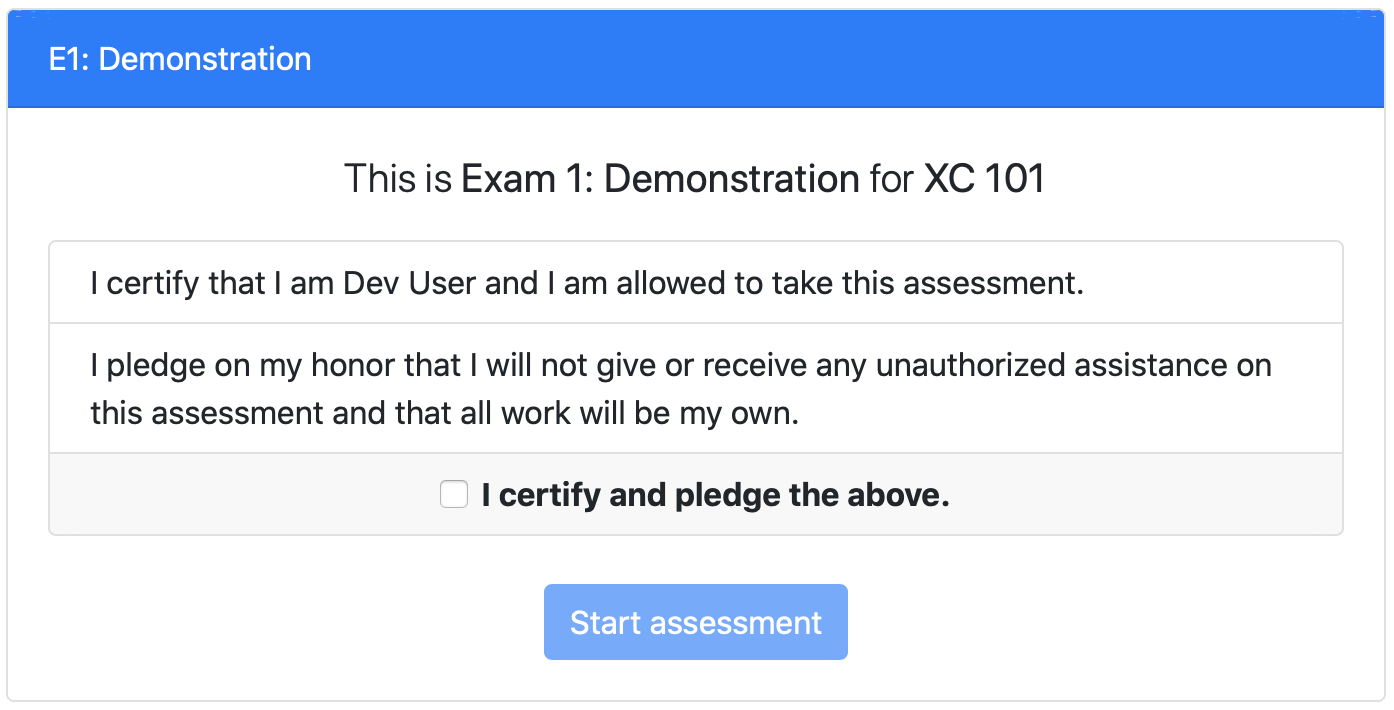 E1: Demonstration
This is Exam 1: Demonstration for XC 101
I certify that I am Dev User and I am allowed to take this assessment.
I pledge on my honor that I will not give or receive any unauthorized assistance on
this assessment and that all work will be my own.
I certify and pledge the above.
Start assessment